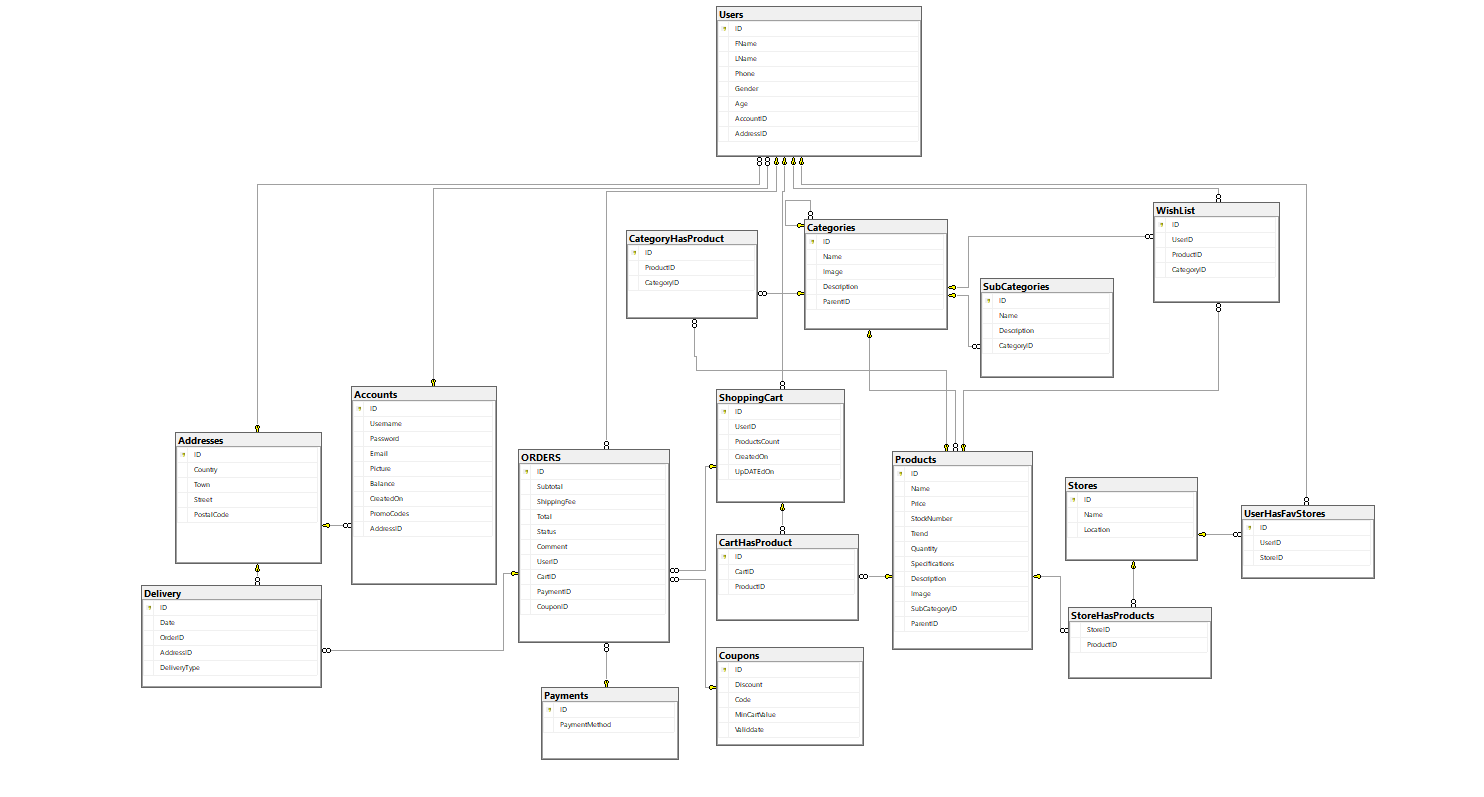 Users
ID
FName
LName
Phone
Gender
Age
AccountID
AddressID
WishList
ID
UserID
ProductID
CategoryID
Categories
ID
Name
Image
Description
ParentID
CategoryHasProduct
ID
ProductID
CategoryID
SubCategories
ID
Name
Description
CategoryID
Accounts
ID
Username
Password
Email
Picture
Balance
CreatedOn
PromoCodes
AddressID
ShoppingCart
ID
UserID
ProductsCount
CreatedOn
UpDATEdOn
Addresses
ID
Country
Town
Street
PostalCode
ORDERS
ID
Subtotal
ShippingFee
Total
Status
Comment
UserID
CartID
PaymentID
CouponID
Products
ID
Name
Price
StockNumber
Trend
Quantity
Specifications
Description
Image
SubCategoryID
ParentID
Stores
ID
Name
Location
UserHasFavStores
ID
UserID
StoreID
CartHasProduct
ID
CartID
ProductID
Delivery
ID
Date
OrderID
AddressID
DeliveryType
StoreHasProducts
StoreID
ProductID
Coupons
ID
Discount
Code
MinCartValue
Validdate
Payments
ID
PaymentMethod